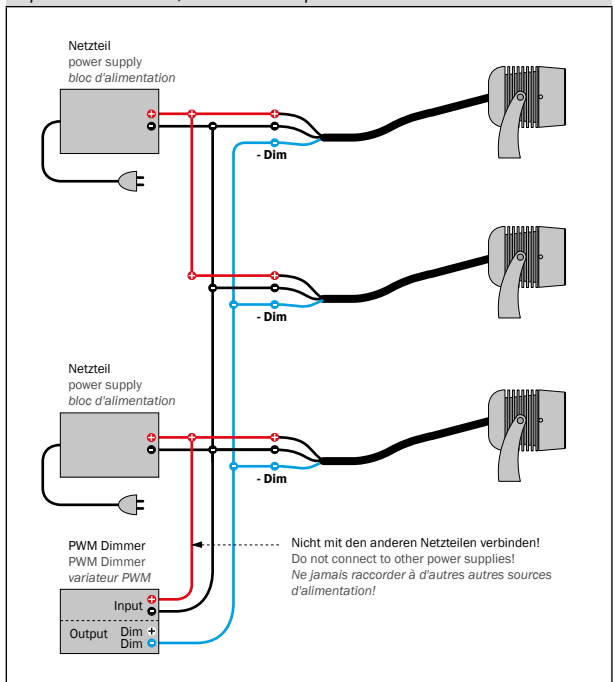 Netzteil
power supply
bloc d'alimentation
- Dim
- Dim
Netzteil
power supply
bloc d'alimentation
- Dim
PWM Dimmer
PWM Dimmer
variateur PWM
Nicht mit den anderen Netzteilen verbinden!
Do not connect to other power supplies!
Ne jamais raccorder à d'autres autres sources
d'alimentation!
Input
Output Dim
Dim